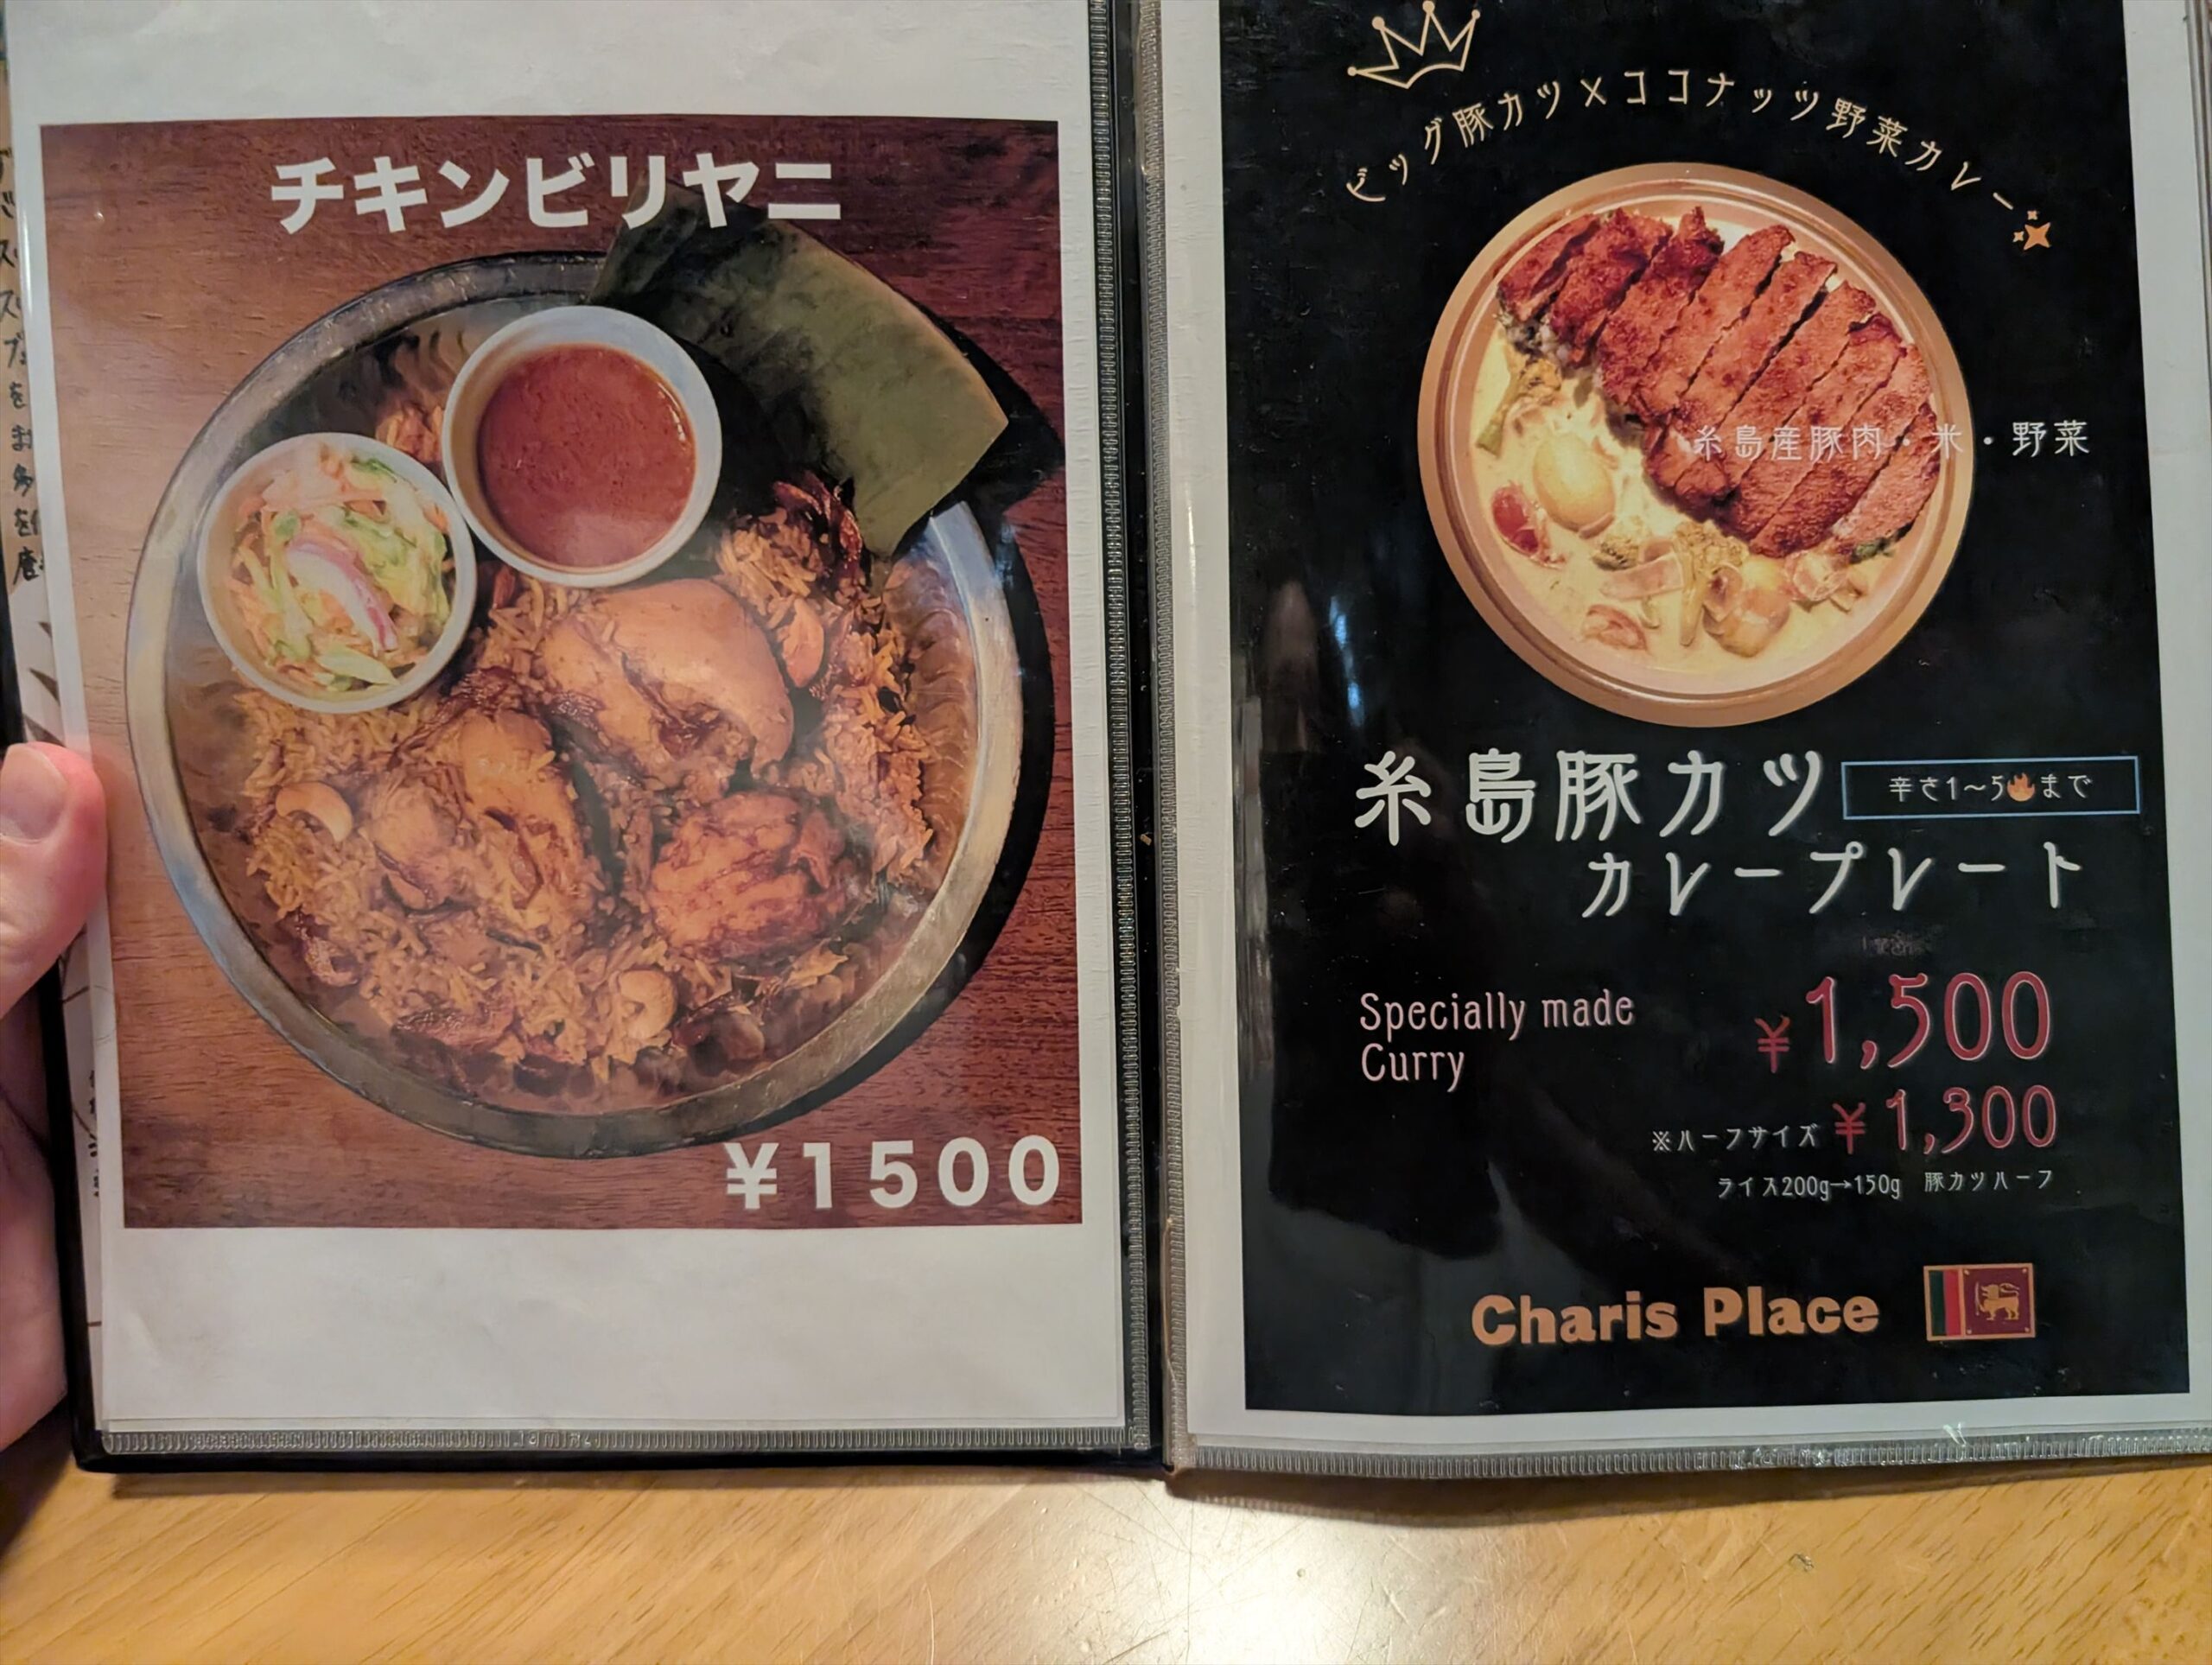 チキンビリヤニ
¥1500
ビッグ豚カツ×ココナッツ野菜カレー
糸島産豚肉・米・野菜
糸島豚カツ
辛さ1～5🔥まで
カレープレート
Specially made
Curry
¥1,500
※ハーフサイズ ¥1,300
ライス200g→150g 豚カツハーフ
Charis Place